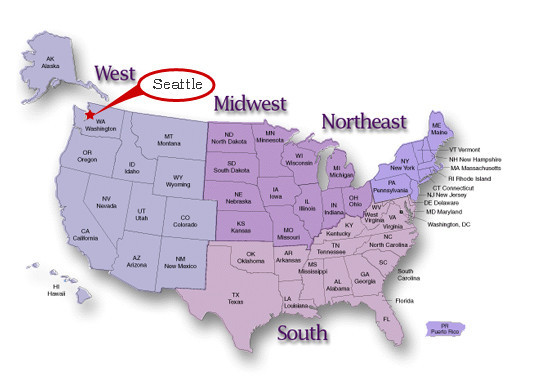 AK
Alaska
West
Seattle
Midwest
Northeast
WA
Washington
OR
Oregon
ID
Idaho
MT
Montana
WY
Wyoming
NV
Nevada
UT
Utah
CO
Colorado
CA
California
AZ
Arizona
NM
New Mexico
HI
Hawaii
ND
North Dakota
SD
South Dakota
NE
Nebraska
KS
Kansas
MN
Minnesota
IA
Iowa
MO
Missouri
WI
Wisconsin
IL
Illinois
MI
Michigan
IN
Indiana
OH
Ohio
ME
Maine
NY
New York
PA
Pennsylvania
VT Vermont
NH New Hampshire
MA Massachusetts
RI Rhode Island
CT Connecticut
NJ New Jersey
DE Delaware
MD Maryland
Washington, DC
WV
West
Virginia
VA
Virginia
KY
Kentucky
TN
Tennessee
NC
North Carolina
SC
South
Carolina
OK
Oklahoma
AR
Arkansas
TX
Texas
LA
Louisiana
MS
Mississippi
AL
Alabama
GA
Georgia
Florida
FL
South
PR
Puerto Rico